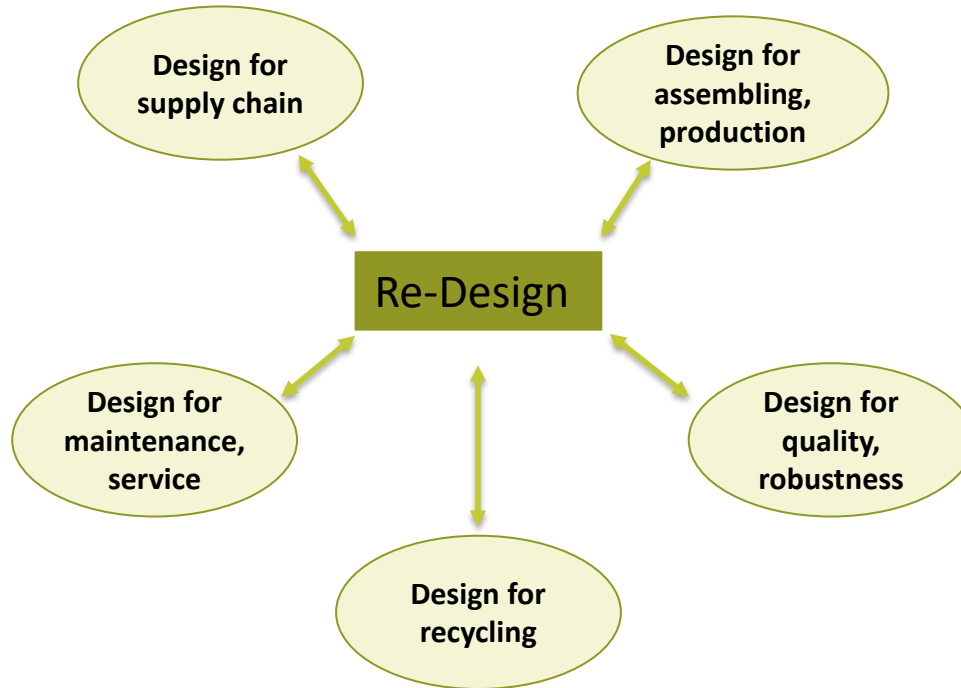 Design for
supply chain
Design for
assembling,
production
Re-Design
Design for
maintenance,
service
Design for
quality,
robustness
Design for
recycling